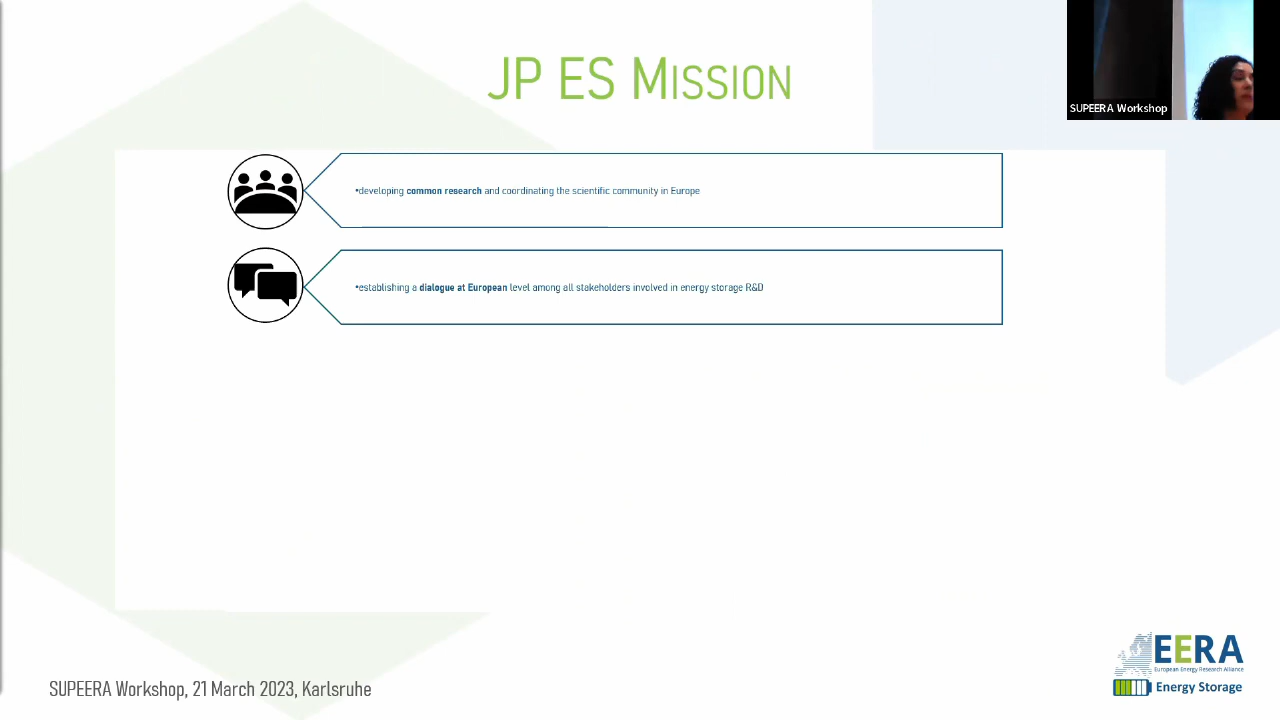 JP ES MISSION
SUPEERA Workshop
•developing common research and coordinating the scientific community in Europe
•establishing a dialogue at European level among all stakeholders involved in energy storage R&D
EERA
European Energy Research Alliance
Energy Storage
SUPEERA Workshop, 21 March 2023, Karlsruhe